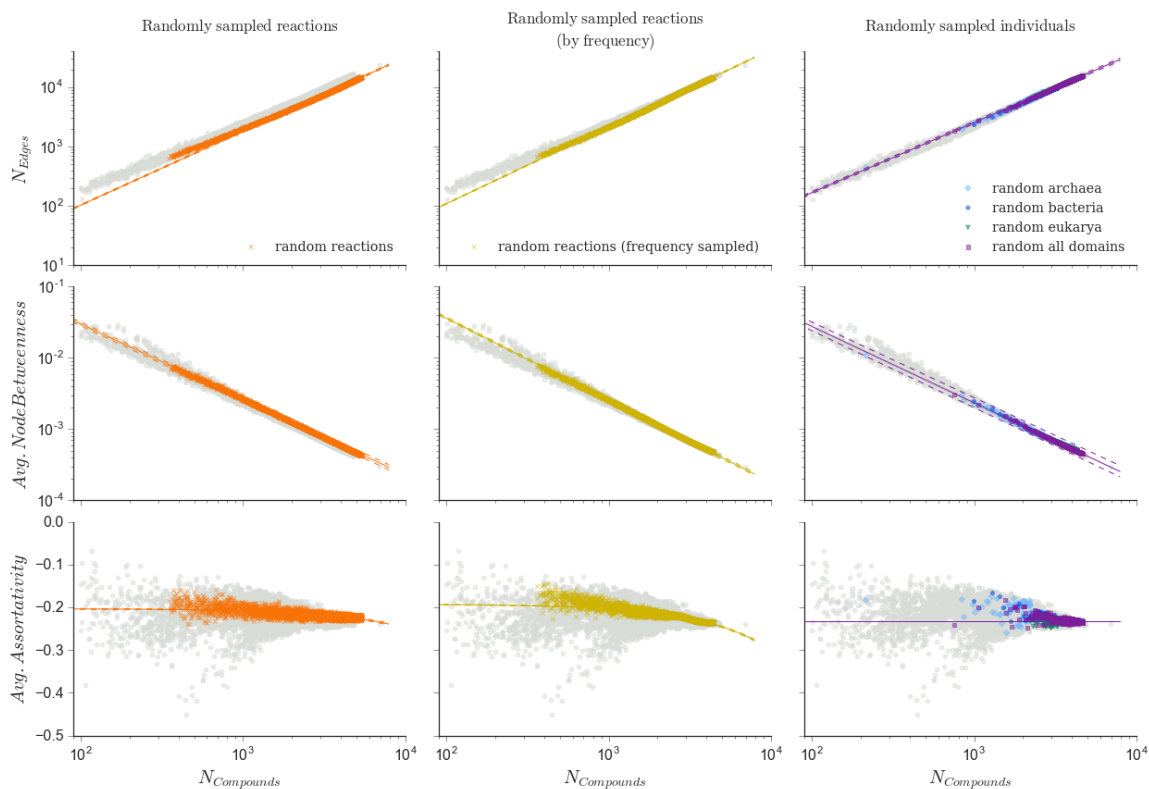 Randomly sampled reactions
Randomly sampled reactions
(by frequency)
Randomly sampled individuals
N_Edges
10^4
10^3
10^2
10^1
random reactions
random reactions (frequency sampled)
random archaea
random bacteria
random eukarya
random all domains
Avg. NodeBetweenness
10^-1
10^-2
10^-3
10^-4
Avg. Assortativity
0.0
−0.1
−0.2
−0.3
−0.4
−0.5
10^2 10^3 10^4 10^2 10^3 10^4 10^2 10^3 10^4
N_Compounds N_Compounds N_Compounds